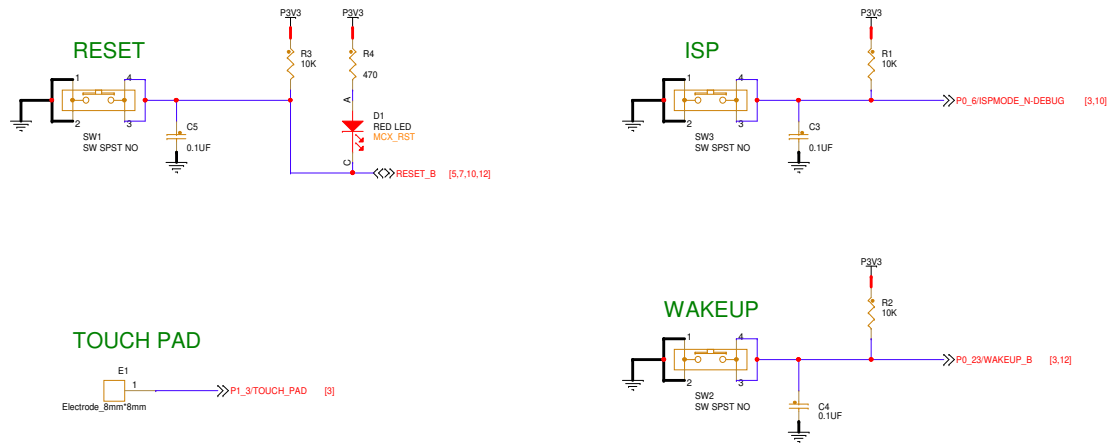 P3V3
P3V3
RESET
R3
10K
R4
470
1
4
2
3
SW1
SW SPST NO
C5
0.1UF
A
D1
RED LED
MCX_RST
C
RESET_B [5,7,10,12]
P3V3
ISP
R1
10K
1
4
2
3
P0_6/ISPMODE_N-DEBUG [3,10]
SW3
SW SPST NO
C3
0.1UF
TOUCH PAD
E1
1
P1_3/TOUCH_PAD [3]
Electrode_8mm*8mm
P3V3
WAKEUP
R2
10K
1
4
2
3
P0_23/WAKEUP_B [3,12]
SW2
SW SPST NO
C4
0.1UF